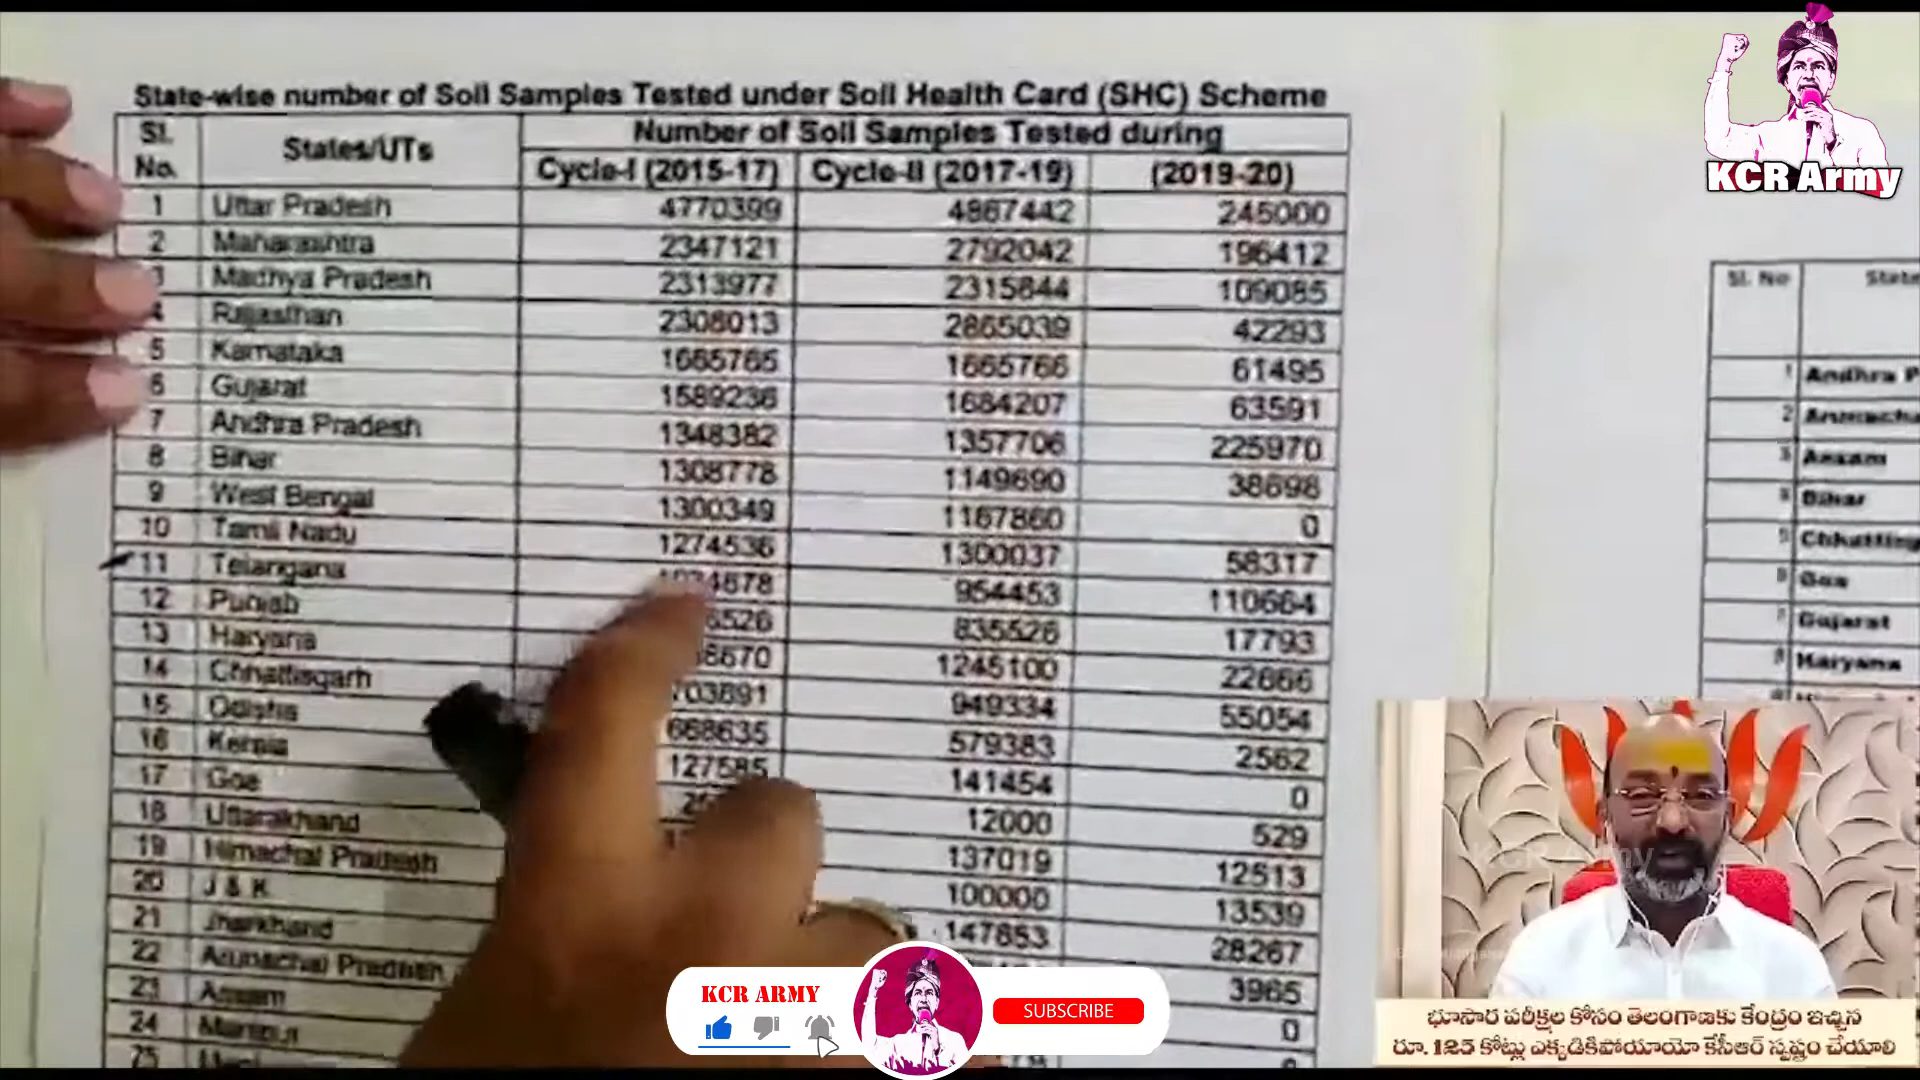 State-wise number of Soil Samples Tested under Soil Health Card (SHC) Scheme
Sl. No. States/UTs Number of Soil Samples Tested during
Cycle-I (2015-17) Cycle-II (2017-19) (2019-20)
1 Uttar Pradesh 4770399 4867442 245000
2 Maharashtra 2347121 2792042 196412
3 Madhya Pradesh 2313977 2315844 109085
4 Rajasthan 2308013 2865039 42293
5 Karnataka 1665765 1665766 61495
6 Gujarat 1589236 1684207 63591
7 Andhra Pradesh 1348382 1357706 225970
8 Bihar 1308778 1149690 38698
9 West Bengal 1300349 1167860 0
10 Tamil Nadu 1274536 1300037 58317
11 Telangana 954453 110664
12 Punjab 835526 17793
13 Haryana 1245100 22666
14 Chhattisgarh 703891 949334 55054
15 Odisha 668635 579383 2562
16 Kerala 127585 141454 0
17 Goa 12000 529
18 Uttarakhand 137019 12513
19 Himachal Pradesh 100000 13539
20 J & K 147853 28267
21 Jharkhand 3965
22 Arunachal Pradesh 0
23 Assam
24 Manipur
25
Sl. No State
1 Andhra P
2 Arunacha
3 Assam
4 Bihar
5 Chhattisg
6 Goa
7 Gujarat
8 Haryana
KCR Army
KCR Army
KCR ARMY
SUBSCRIBE
భూసార పరీక్షల కోసం తెలంగాణకు కేంద్రం ఇచ్చిన
రూ. 125 కోట్లు ఎక్కడికిపోయాయో కేసీఆర్ స్పష్టం చేయాలి